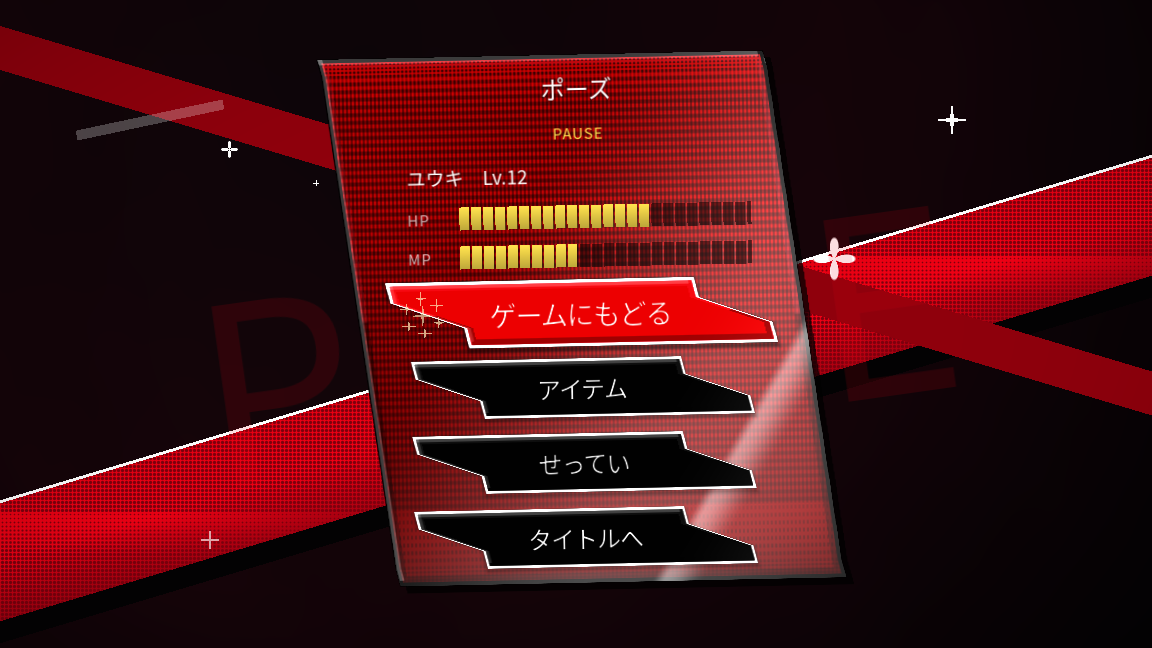 ポーズ
PAUSE
ユウキ Lv.12
HP
MP
ゲームにもどる
アイテム
せってい
タイトルへ